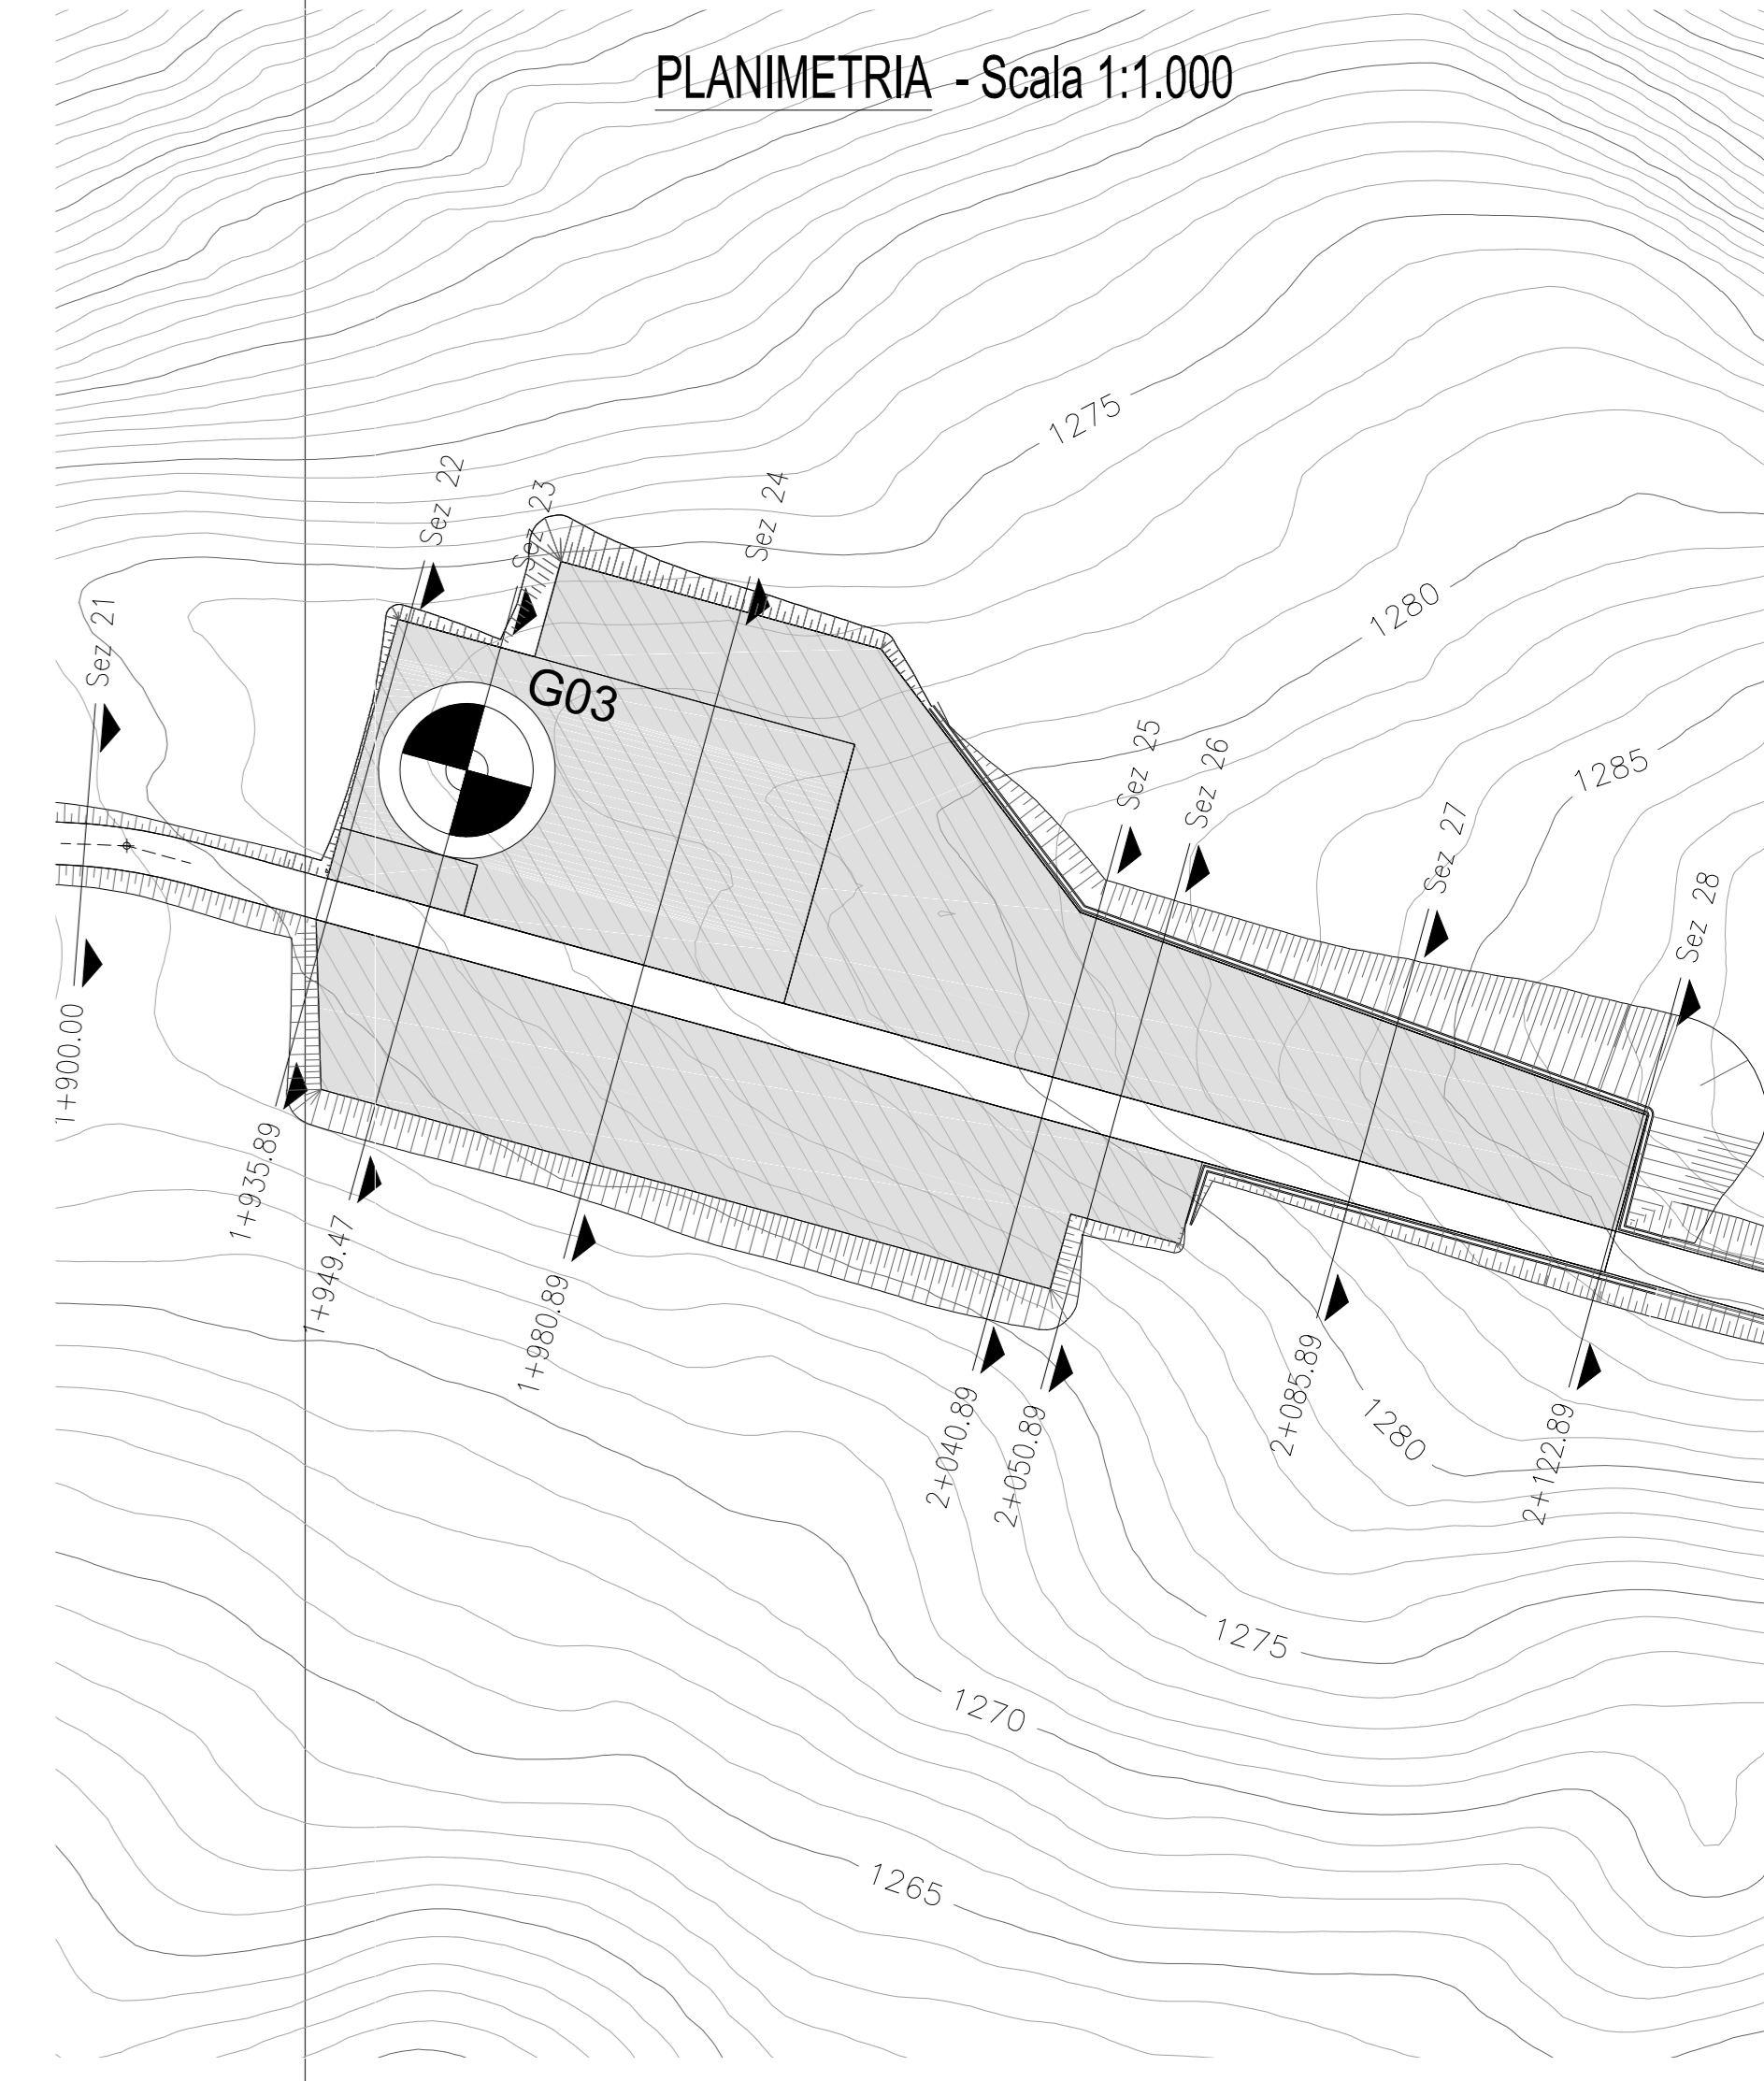 PLANIMETRIA - Scala 1:1.000
1275
Sez 22
Sez 23
Sez 24
1280
Sez 21
G03
Sez 25
Sez 26
1285
Sez 27
Sez 28
1+900.00
1+935.89
1+949.47
1+980.89
2+040.89
2+050.89
2+085.89
2+122.89
1280
1275
1270
1265